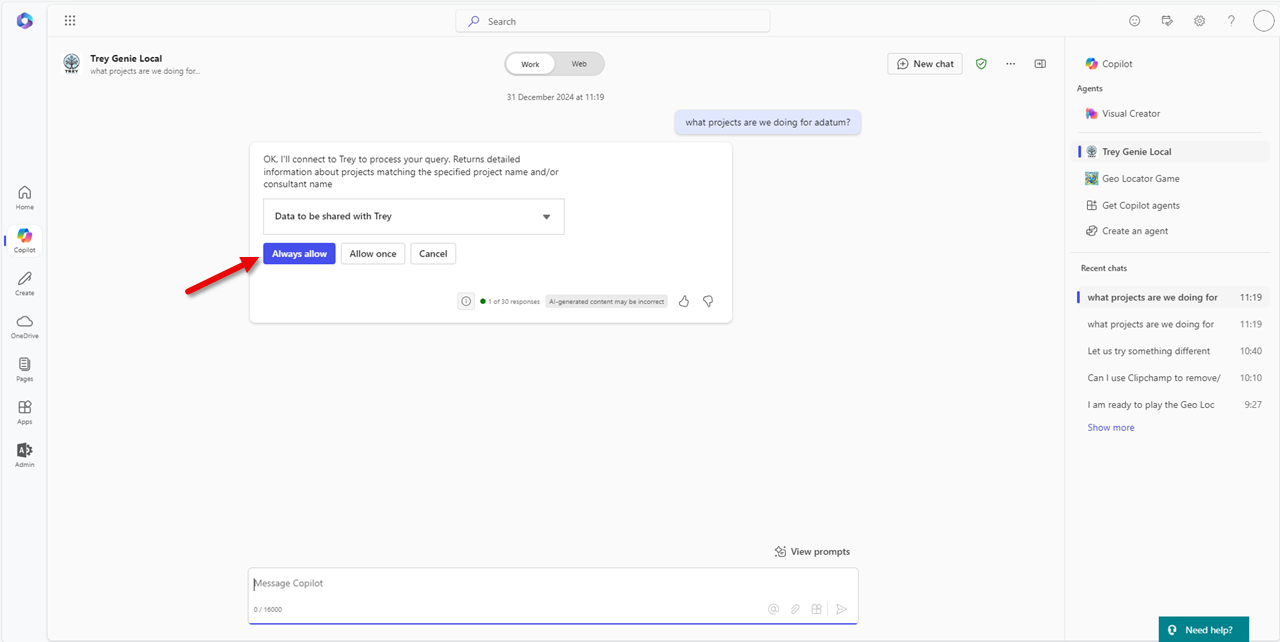 Search
Home
Copilot
Create
OneDrive
Pages
Apps
Admin
TREY
Trey Genie Local
what projects are we doing for...
Work
Web
New chat
31 December 2024 at 11:19
what projects are we doing for adatum?
OK, I'll connect to Trey to process your query. Returns detailed
information about projects matching the specified project name and/or
consultant name
Data to be shared with Trey
Always allow
Allow once
Cancel
1 of 30 responses
AI-generated content may be incorrect
View prompts
Message Copilot
0 / 16000
Copilot
Agents
Visual Creator
Trey Genie Local
Geo Locator Game
Get Copilot agents
Create an agent
Recent chats
what projects are we doing for 11:19
what projects are we doing for 11:19
Let us try something different 10:40
Can I use Clipchamp to remove/ 10:10
I am ready to play the Geo Loc 9:27
Show more
Need help?